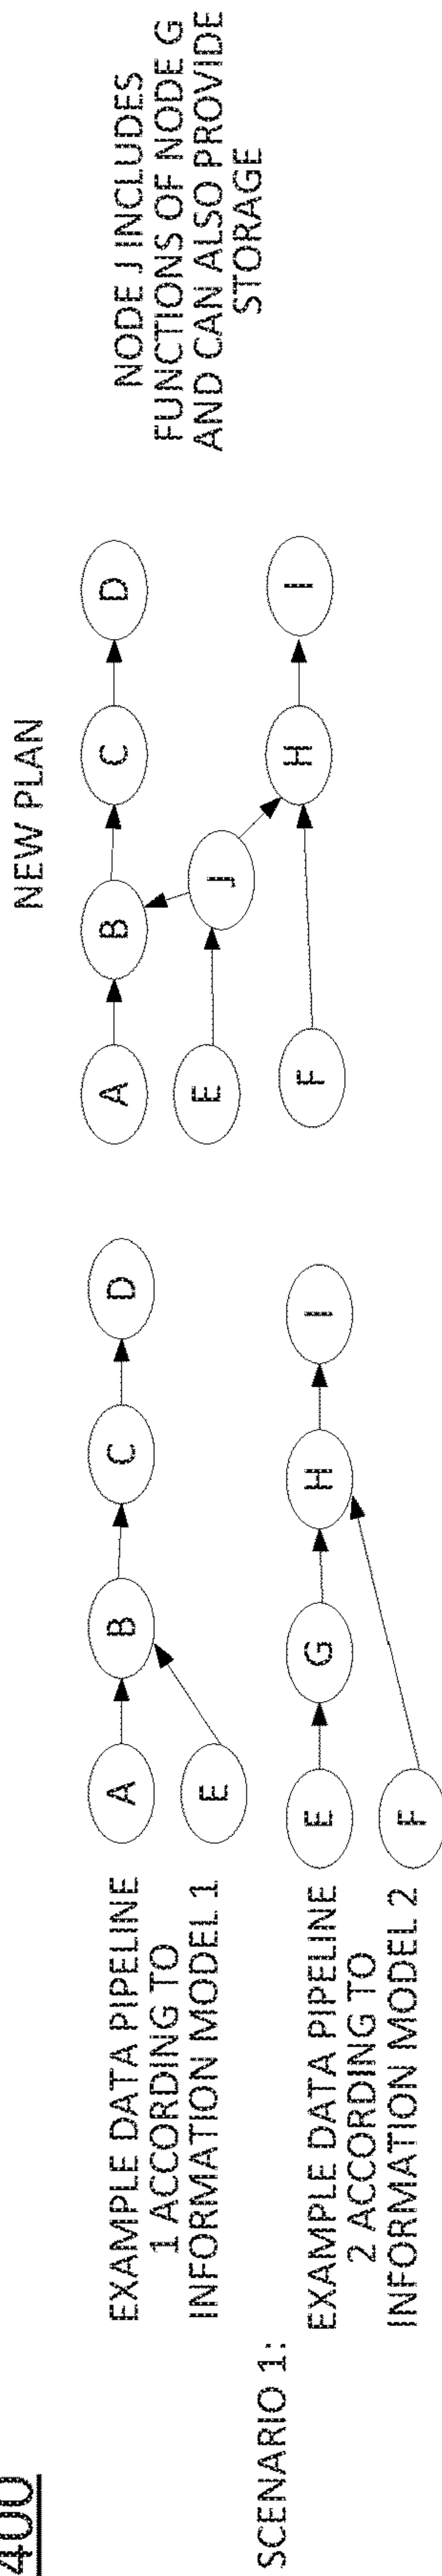 400
SCENARIO 1:
EXAMPLE DATA PIPELINE
1 ACCORDING TO
INFORMATION MODEL 1
A
B
C
D
E
EXAMPLE DATA PIPELINE
2 ACCORDING TO
INFORMATION MODEL 2
E
G
H
I
F
NEW PLAN
A
B
C
D
E
J
F
H
I
NODE J INCLUDES
FUNCTIONS OF NODE G
AND CAN ALSO PROVIDE
STORAGE